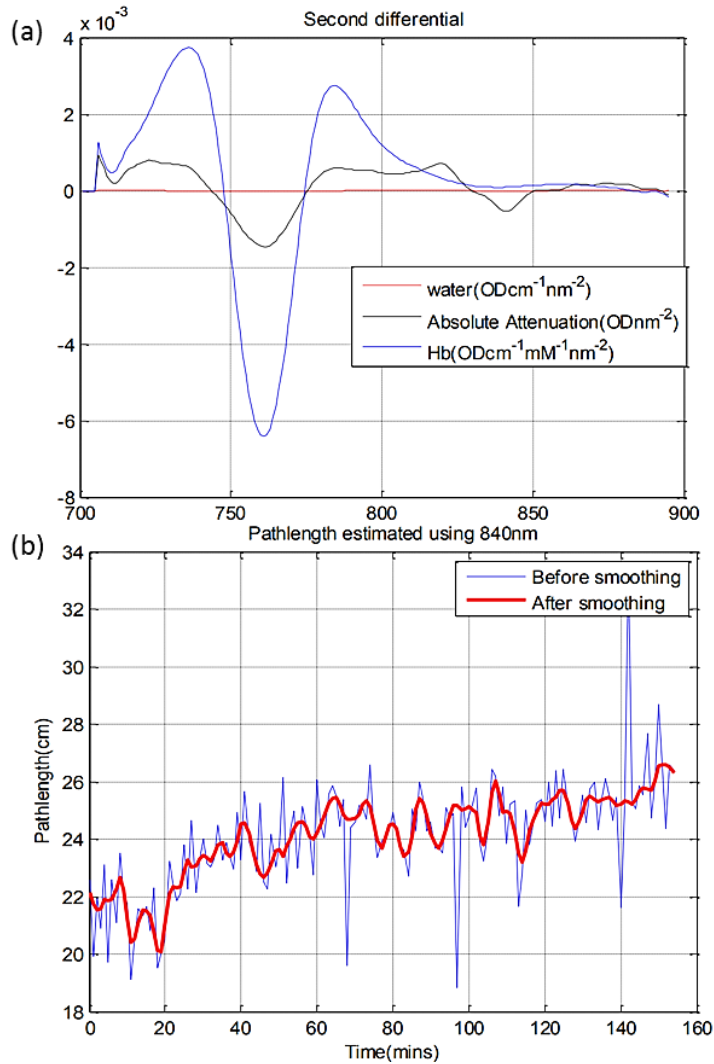 (a)
Second differential
x 10⁻³
4
2
0
-2
-4
-6
-8
water(ODcm⁻¹nm⁻²)
Absolute Attenuation(ODnm⁻²)
Hb(ODcm⁻¹mM⁻¹nm⁻²)
700 750 800 850 900
(b)
Pathlength estimated using 840nm
34
32
30
28
26
24
22
20
18
Pathlength(cm)
Before smoothing
After smoothing
0 20 40 60 80 100 120 140 160
Time(mins)